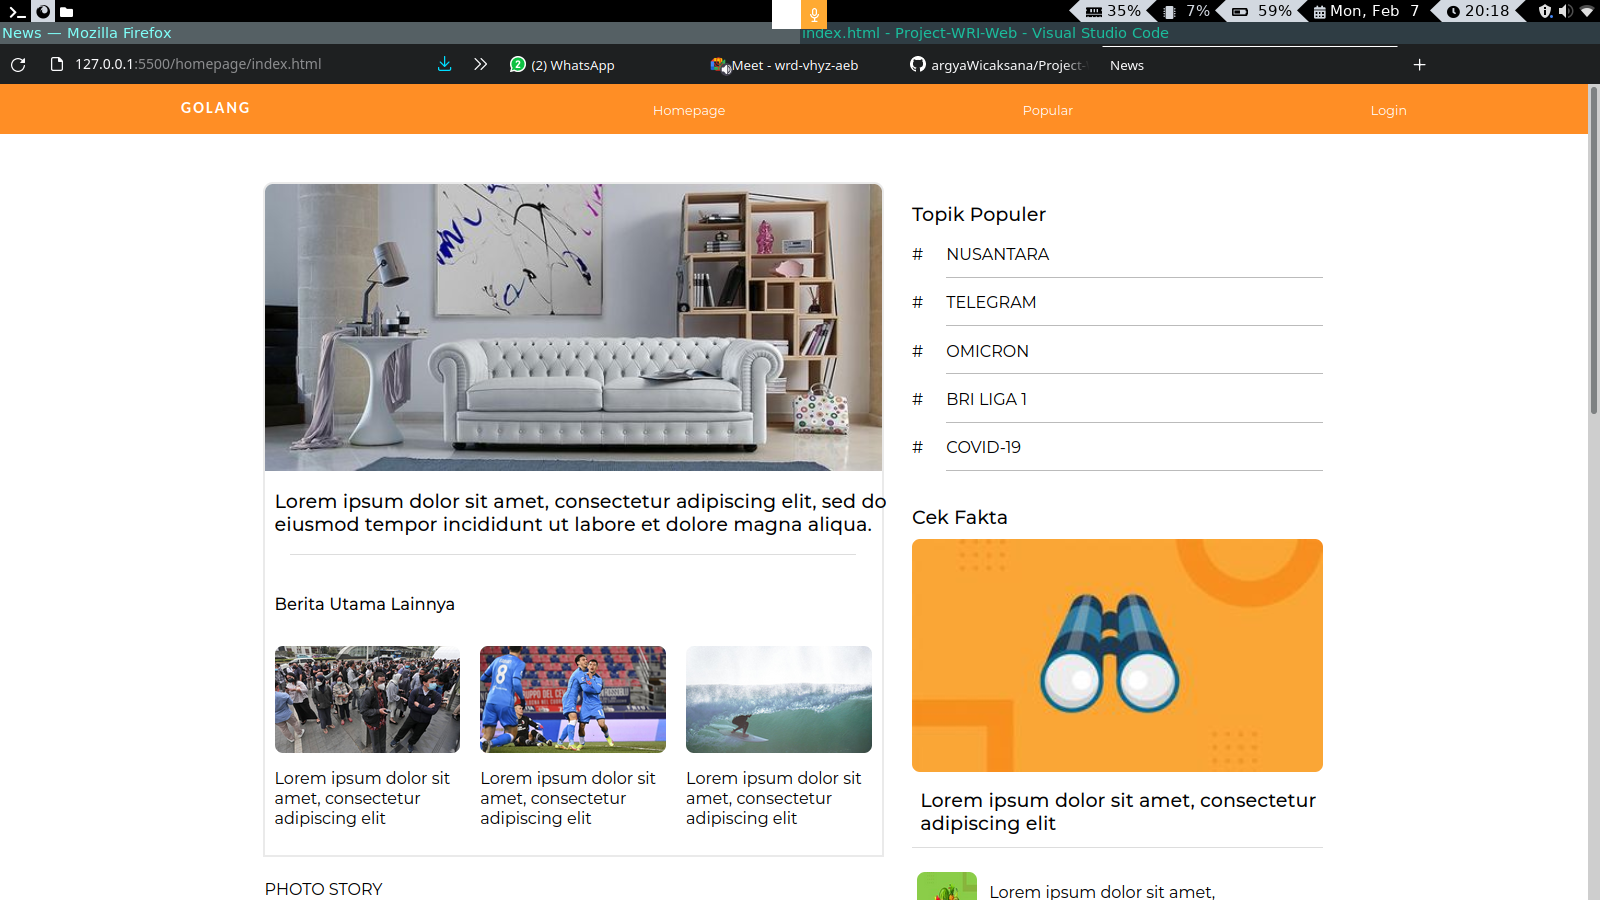 35%
7%
59%
Mon, Feb 7
20:18
News — Mozilla Firefox
index.html - Project-WRI-Web - Visual Studio Code
127.0.0.1:5500/homepage/index.html
(2) WhatsApp
Meet - wrd-vhyz-aeb
argyaWicaksana/Project-
News
GOLANG
Homepage
Popular
Login
Lorem ipsum dolor sit amet, consectetur adipiscing elit, sed do
eiusmod tempor incididunt ut labore et dolore magna aliqua.
Berita Utama Lainnya
8
Lorem ipsum dolor sit
amet, consectetur
adipiscing elit
Lorem ipsum dolor sit
amet, consectetur
adipiscing elit
Lorem ipsum dolor sit
amet, consectetur
adipiscing elit
PHOTO STORY
Topik Populer
# NUSANTARA
# TELEGRAM
# OMICRON
# BRI LIGA 1
# COVID-19
Cek Fakta
Lorem ipsum dolor sit amet, consectetur
adipiscing elit
Lorem ipsum dolor sit amet,